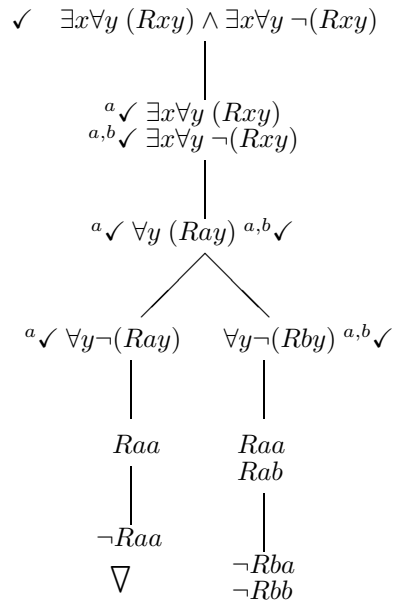 ✓ ∃x∀y (Rxy) ∧ ∃x∀y ¬(Rxy)
a✓ ∃x∀y (Rxy)
a,b✓ ∃x∀y ¬(Rxy)
a✓ ∀y (Ray) a,b✓
a✓ ∀y¬(Ray) ∀y¬(Rby) a,b✓
Raa Raa
Rab
¬Raa
¬Rba
▽ ¬Rbb